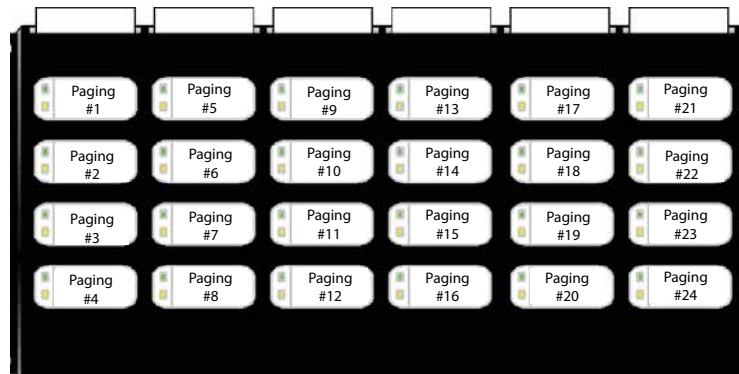 Paging
#1
Paging
#5
Paging
#9
Paging
#13
Paging
#17
Paging
#21
Paging
#2
Paging
#6
Paging
#10
Paging
#14
Paging
#18
Paging
#22
Paging
#3
Paging
#7
Paging
#11
Paging
#15
Paging
#19
Paging
#23
Paging
#4
Paging
#8
Paging
#12
Paging
#16
Paging
#20
Paging
#24